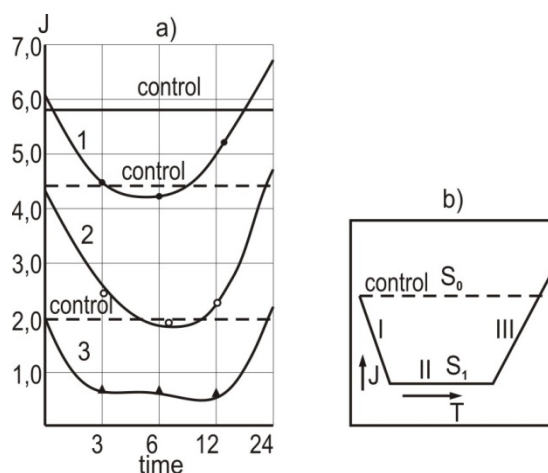 J
a)
7,0
control
6,0
1
5,0
control
4,0
2
3,0
control
2,0
3
1,0
3 6 12 24
time
b)
control S₀
I
III
J
II S₁
T